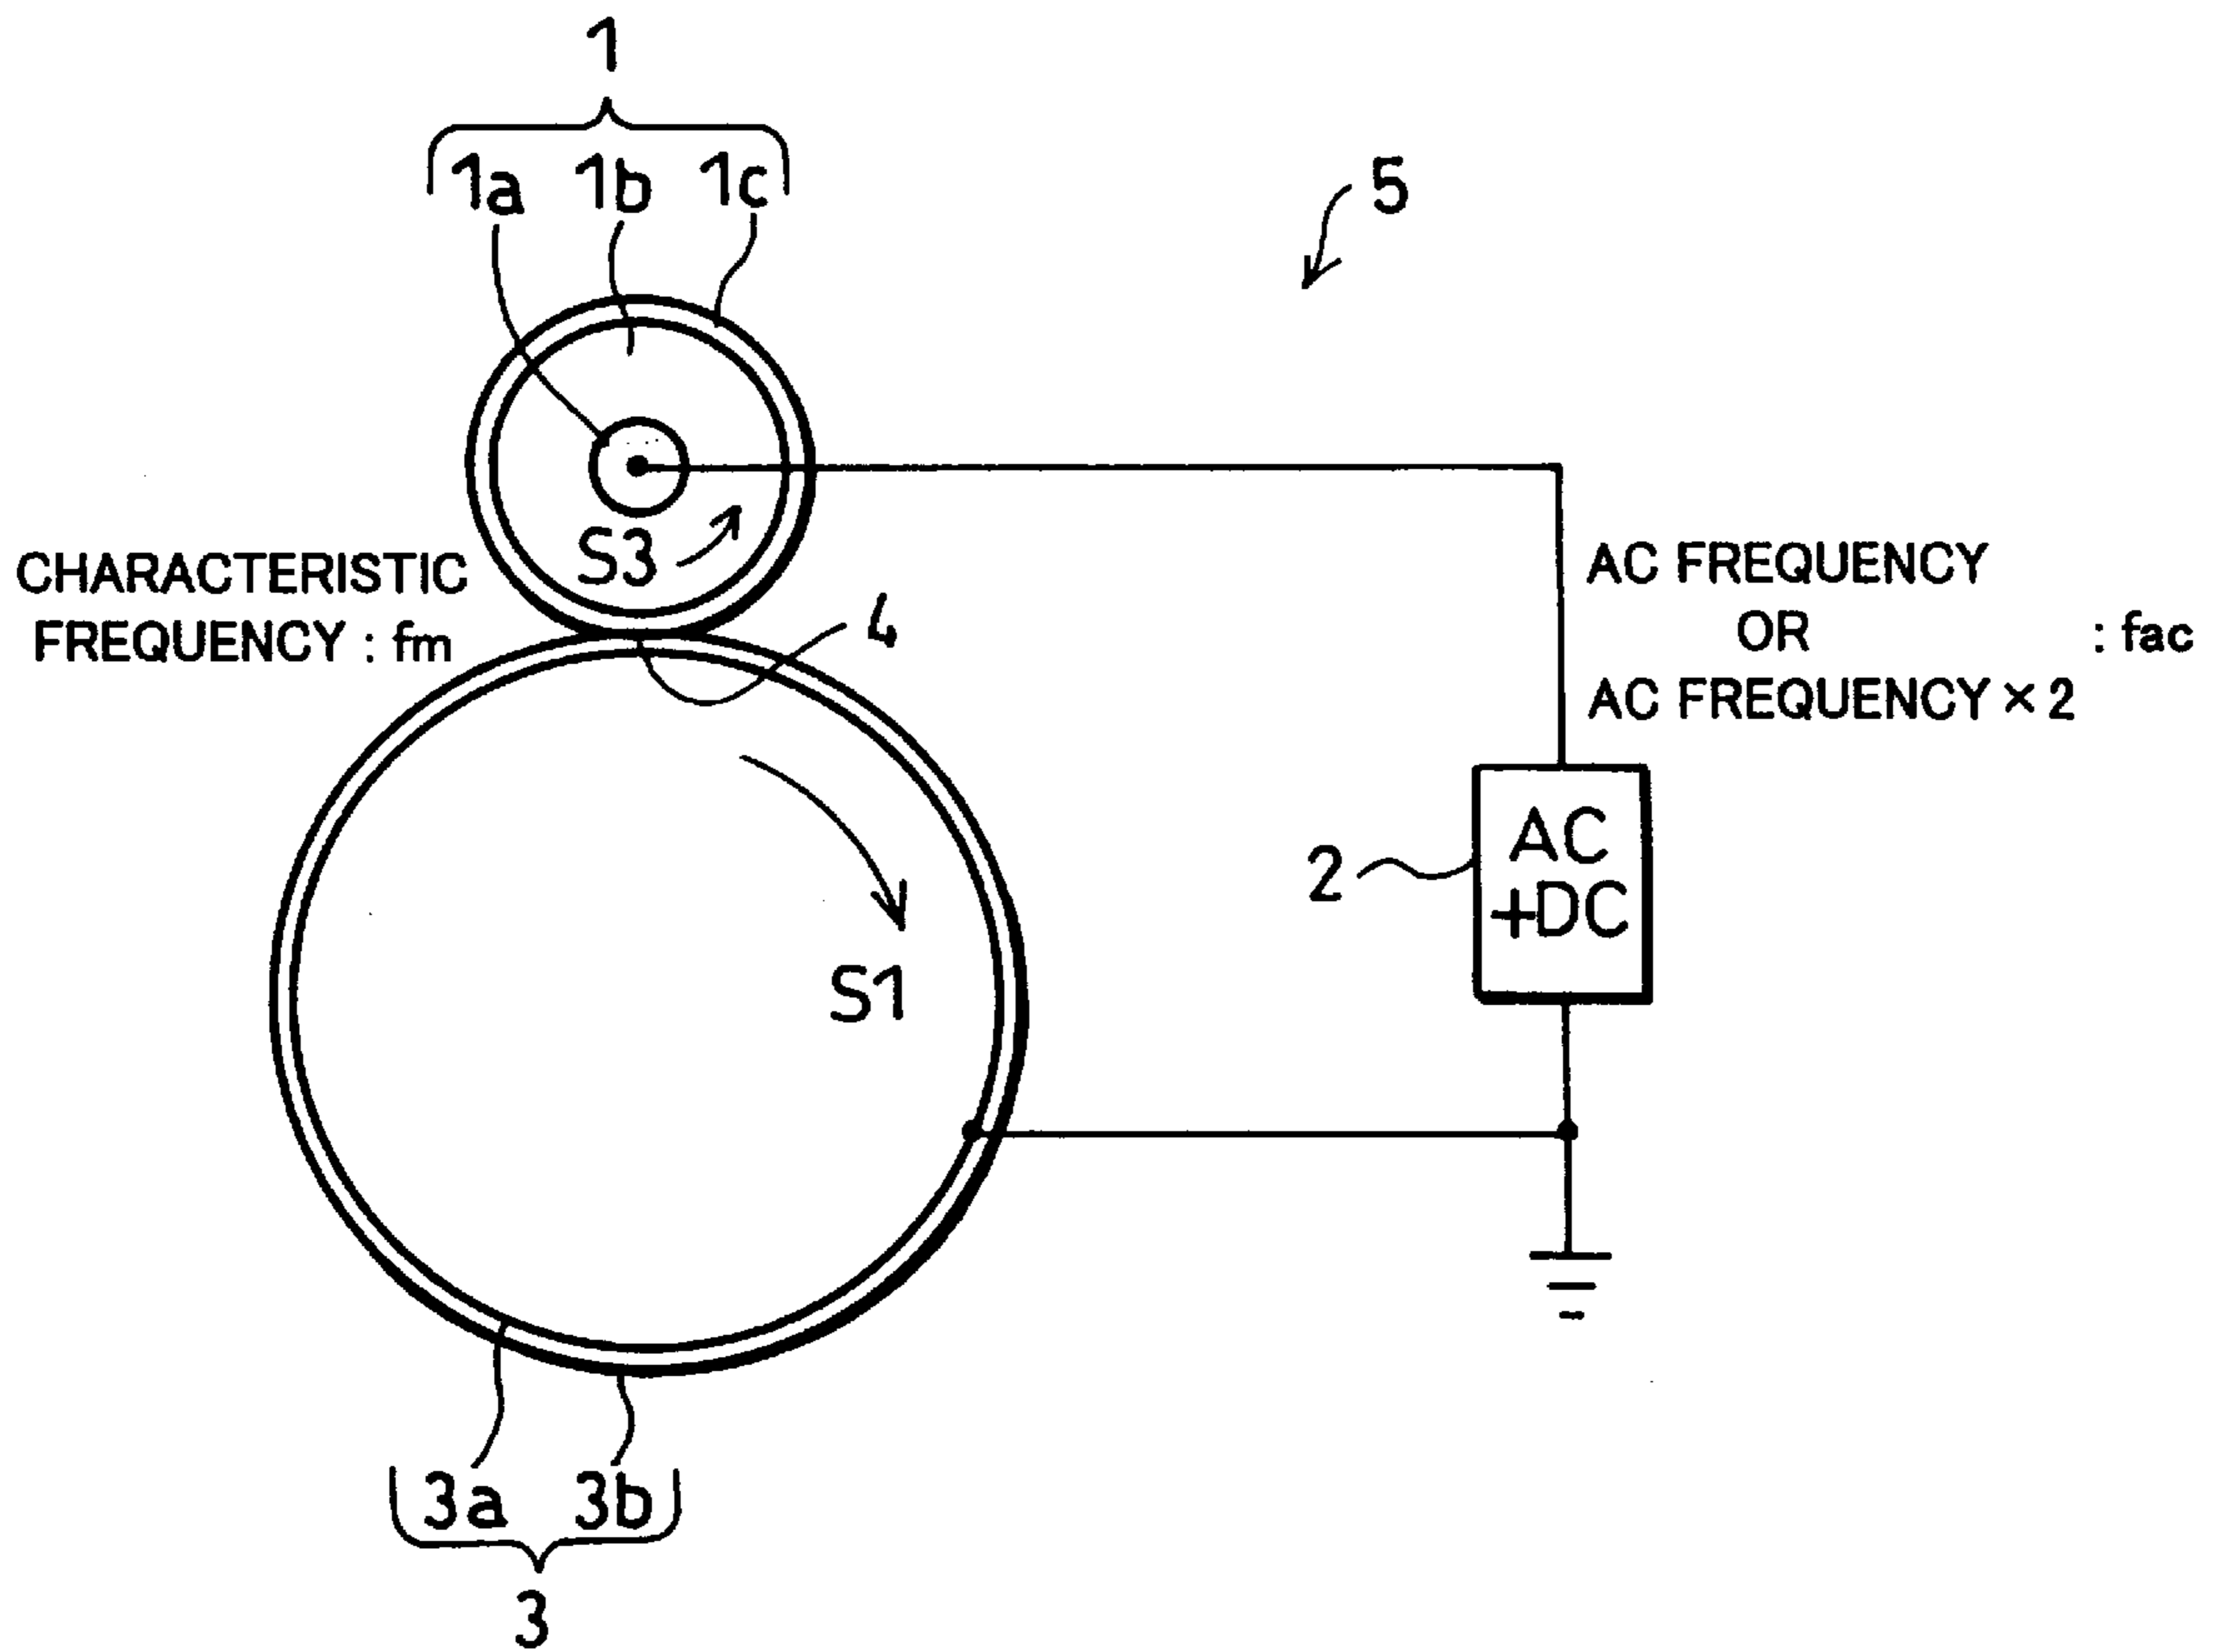 1
1a 1b 1c
5
S3
CHARACTERISTIC
FREQUENCY : fm
4
AC FREQUENCY
OR
AC FREQUENCY × 2
: fac
S1
2
AC
+DC
3a 3b
3